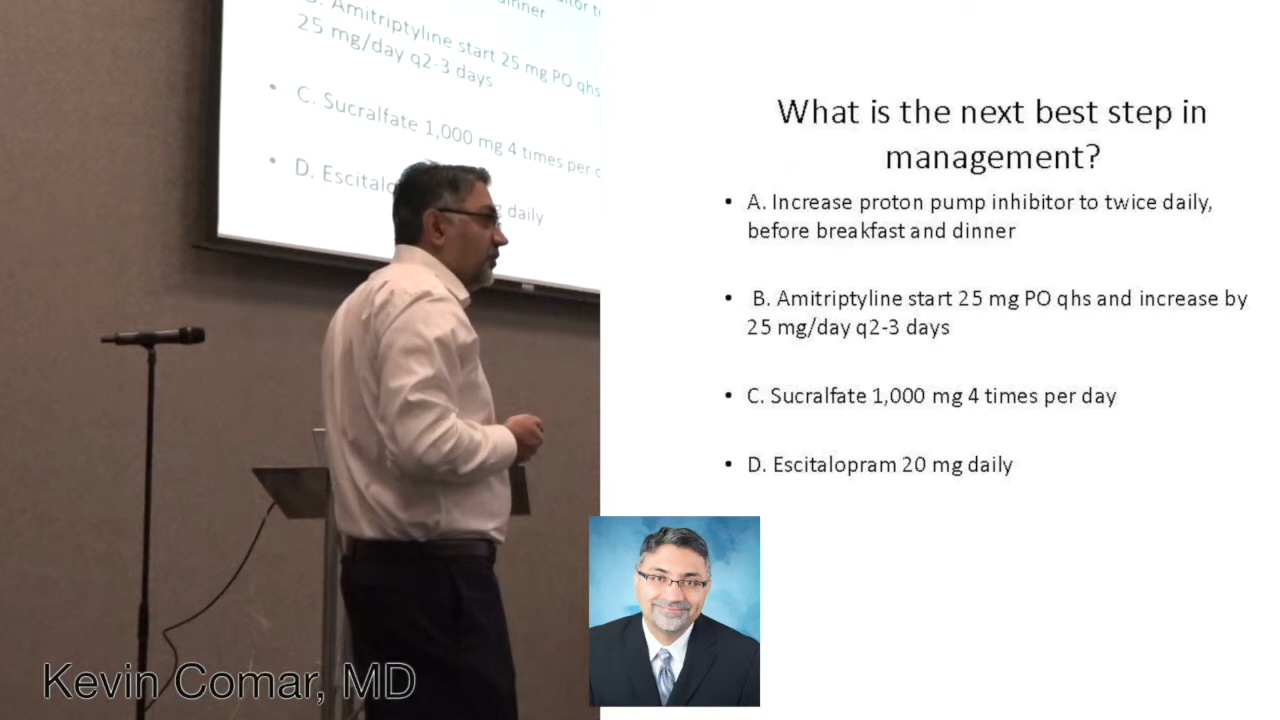 B. Amitriptyline start 25 mg PO qhs
dinner
25 mg/day q2-3 days
• C. Sucralfate 1,000 mg 4 times per
• D.
daily
What is the next best step in
management?
• A. Increase proton pump inhibitor to twice daily,
before breakfast and dinner
• B. Amitriptyline start 25 mg PO qhs and increase by
25 mg/day q2-3 days
• C. Sucralfate 1,000 mg 4 times per day
• D. Escitalopram 20 mg daily
Kevin Comar, MD